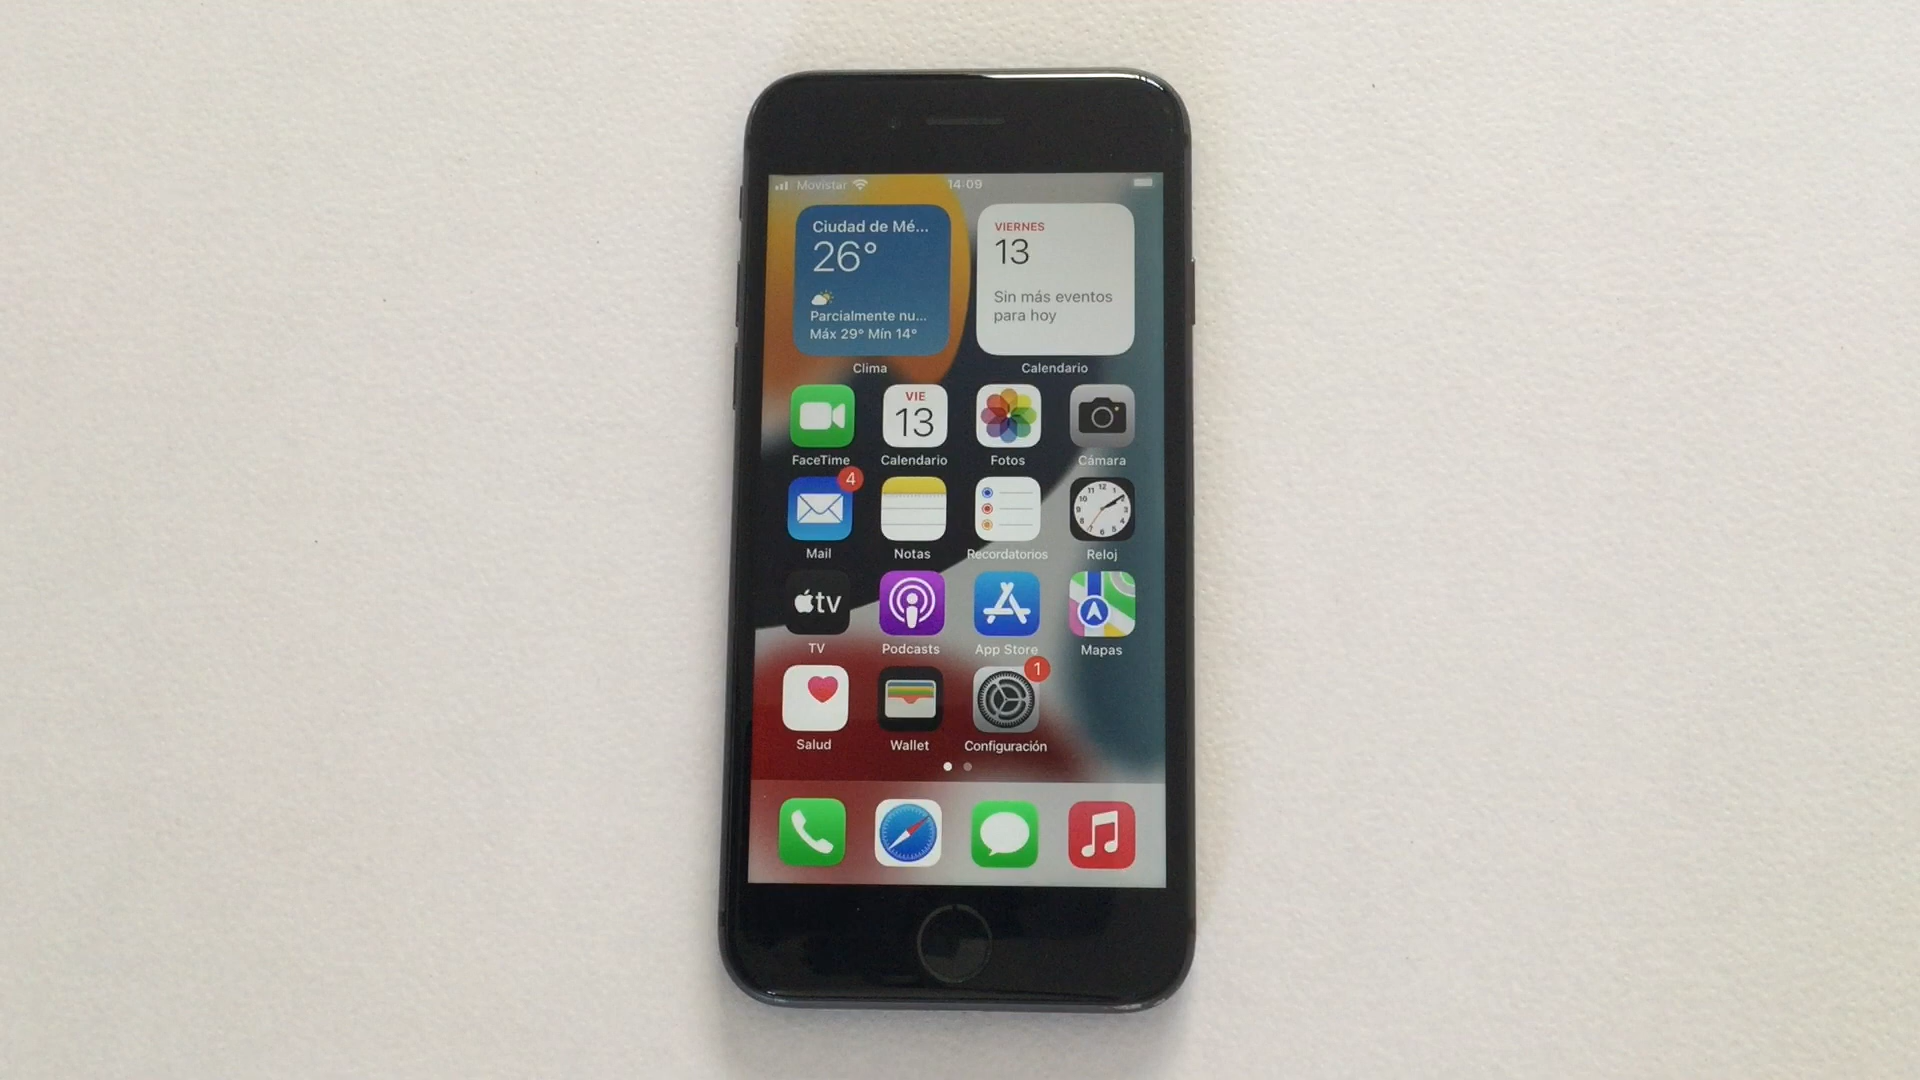 Movistar 14:09
Ciudad de Mé...
26°
Parcialmente nu...
Máx 29° Mín 14°
Clima
VIERNES
13
Sin más eventos
para hoy
Calendario
FaceTime
VIE
13
Calendario
Fotos
Cámara
4
Mail
Notas
Recordatorios
Reloj
tv
TV
Podcasts
App Store
Mapas
Salud
Wallet
1
Configuración